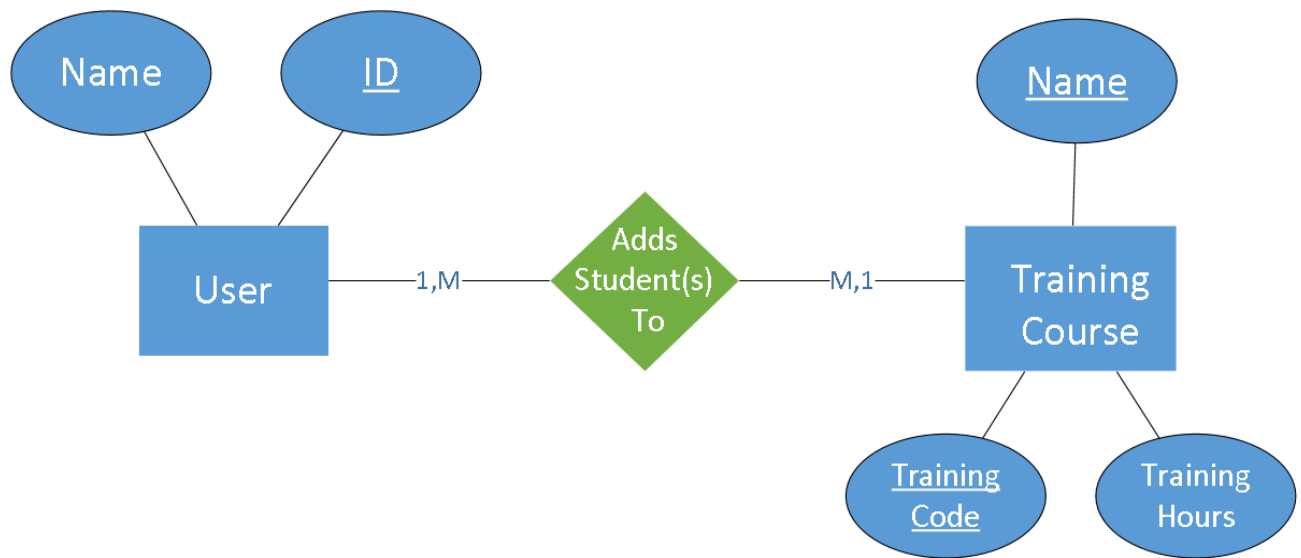 Name
ID
Name
User
1,M
Adds
Student(s)
To
M,1
Training
Course
Training
Code
Training
Hours